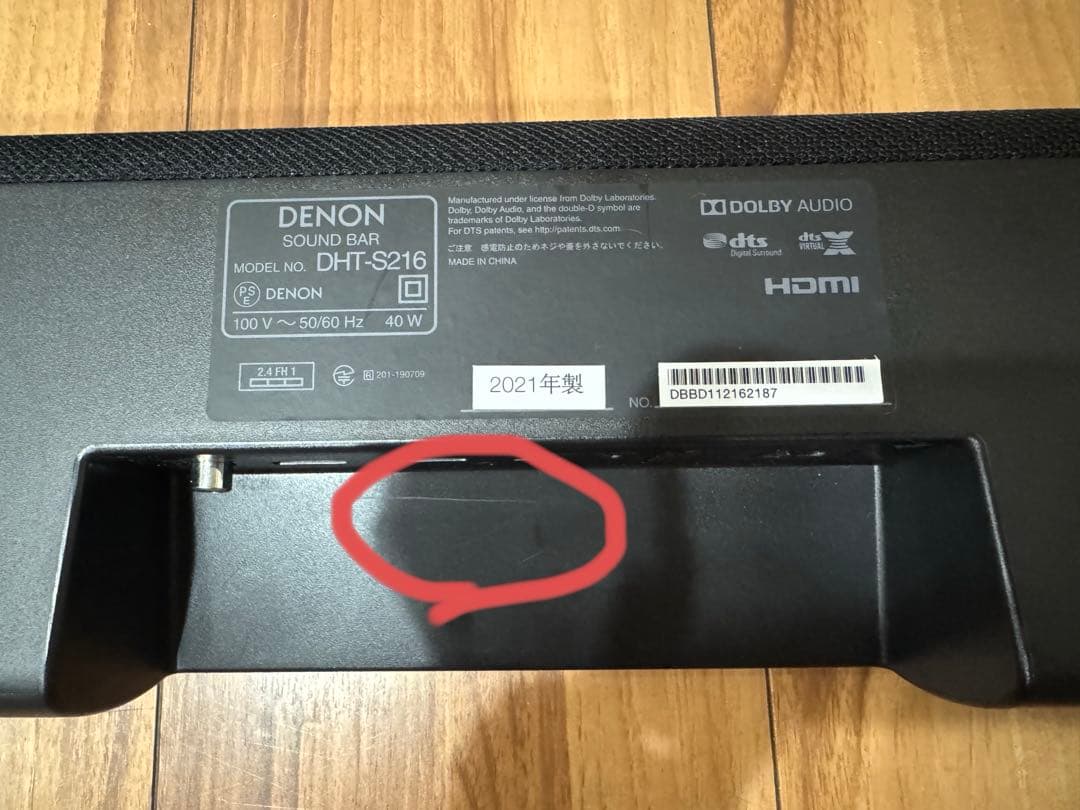 DENON
SOUND BAR
MODEL NO. DHT-S216
PS
E
DENON
100 V ～ 50/60 Hz 40 W
Manufactured under license from Dolby Laboratories.
Dolby, Dolby Audio, and the double-D symbol are
trademarks of Dolby Laboratories.
For DTS patents, see http://patents.dts.com
ご注意 感電防止のためネジや蓋を外さないでください。
MADE IN CHINA
DOLBY AUDIO
dts
Digital Surround
dts
VIRTUAL X
HDMI
2.4 FH 1
R 201-190709
2021年製
NO.
DBBD112162187